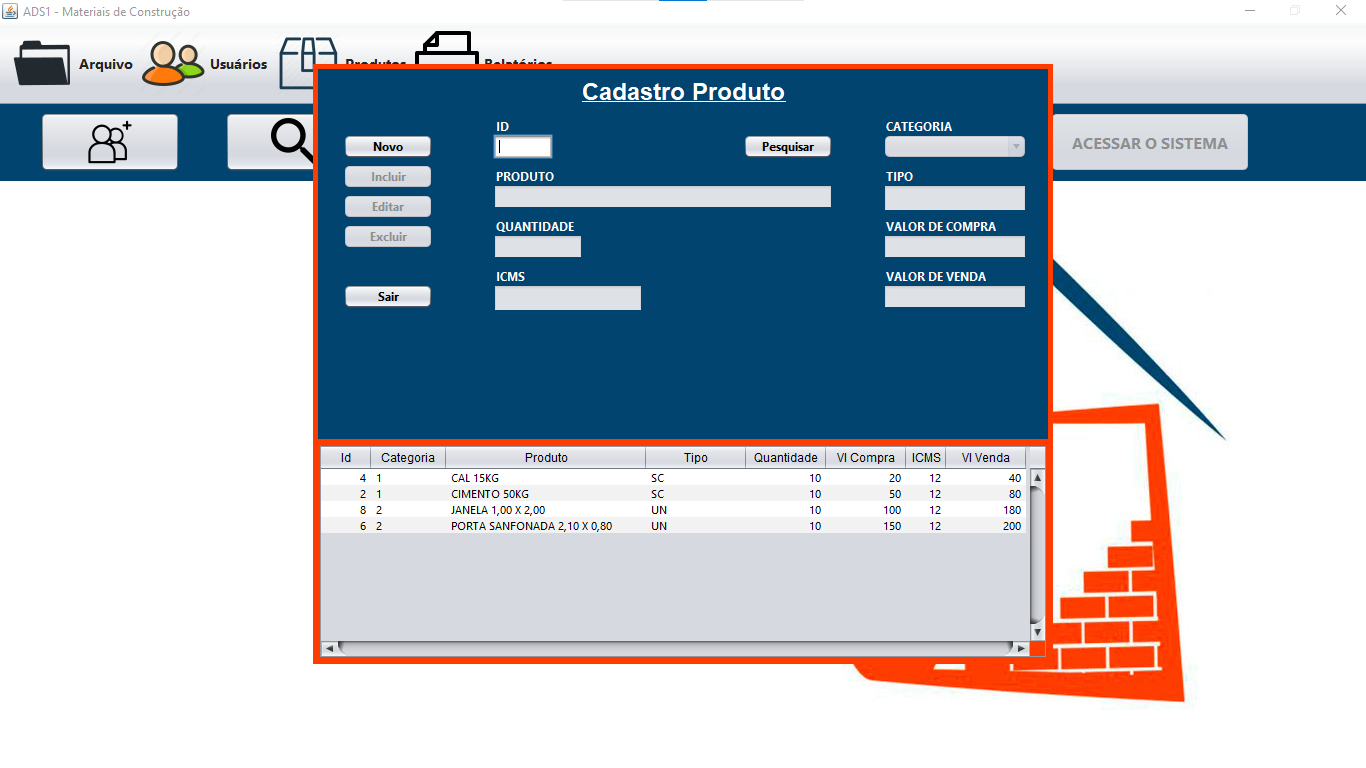 ADS1 - Materiais de Construção
Arquivo
Usuários
Produtos
Relatórios
ACESSAR O SISTEMA
Cadastro Produto
Novo
Incluir
Editar
Excluir
Sair
ID
Pesquisar
CATEGORIA
PRODUTO
TIPO
QUANTIDADE
VALOR DE COMPRA
ICMS
VALOR DE VENDA
Id Categoria Produto Tipo Quantidade Vl Compra ICMS Vl Venda
4 1 CAL 15KG SC 10 20 12 40
2 1 CIMENTO 50KG SC 10 50 12 80
8 2 JANELA 1,00 X 2,00 UN 10 100 12 180
6 2 PORTA SANFONADA 2,10 X 0,80 UN 10 150 12 200